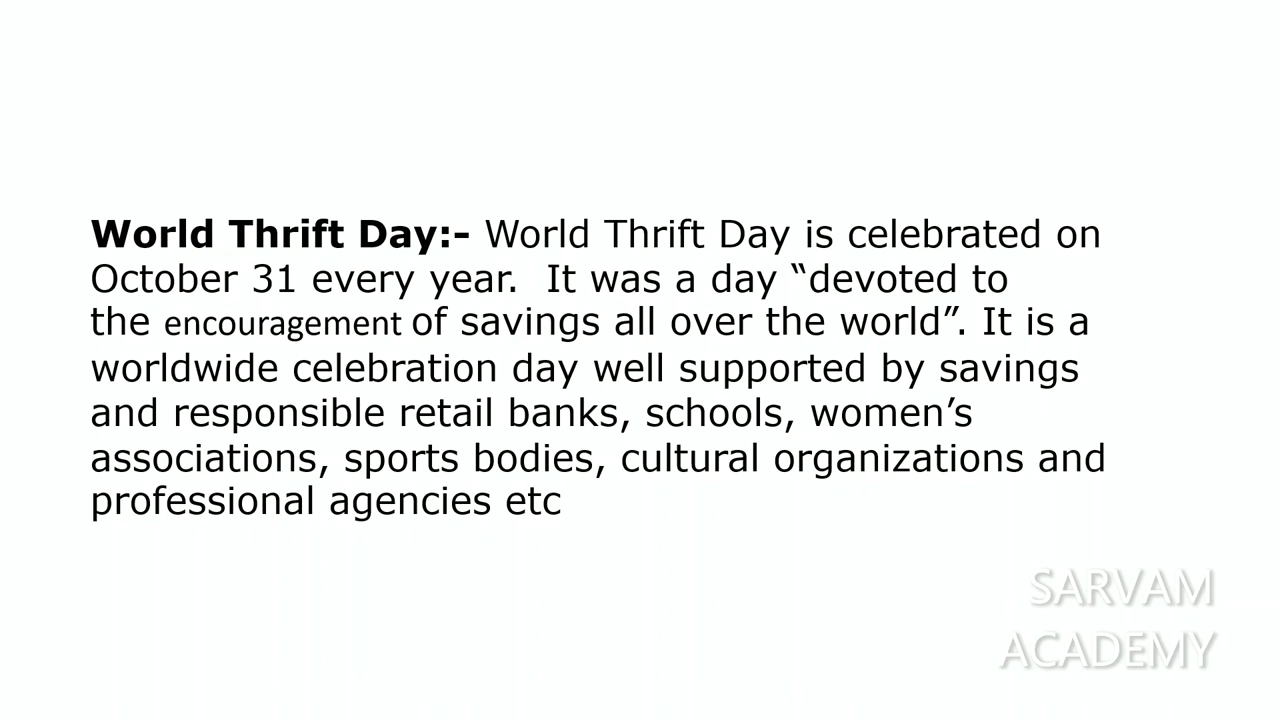 World Thrift Day:- World Thrift Day is celebrated on
October 31 every year.  It was a day “devoted to
the encouragement of savings all over the world”. It is a
worldwide celebration day well supported by savings
and responsible retail banks, schools, women’s
associations, sports bodies, cultural organizations and
professional agencies etc
SARVAM
ACADEMY